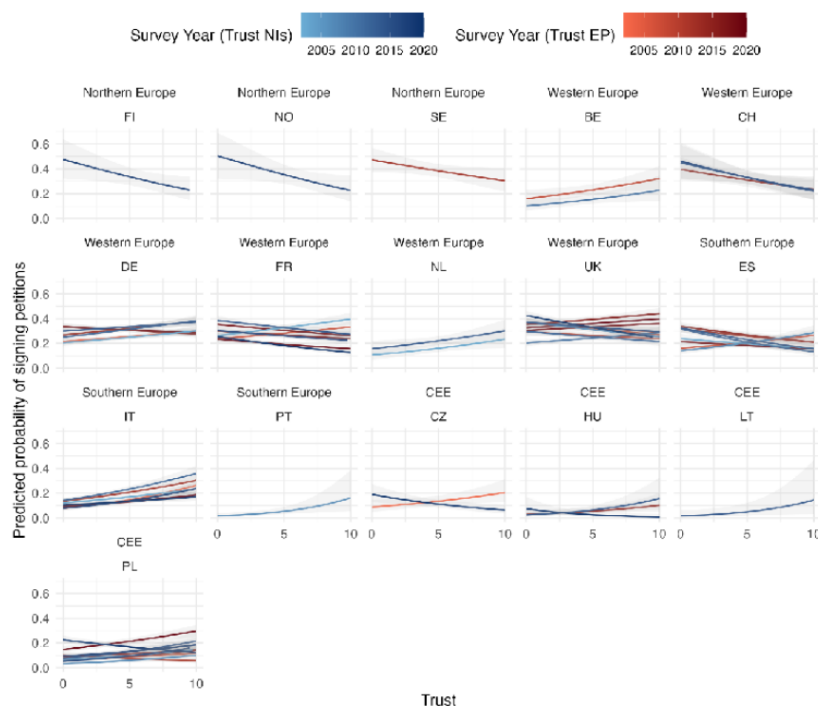 Survey Year (Trust NIs)
2005 2010 2015 2020
Survey Year (Trust EP)
2005 2010 2015 2020
Predicted probability of signing petitions
Northern Europe Northern Europe Northern Europe Western Europe Western Europe
FI NO SE BE CH
0.6
0.4
0.2
0.0
Western Europe Western Europe Western Europe Western Europe Southern Europe
DE FR NL UK ES
0.6
0.4
0.2
0.0
Southern Europe Southern Europe CEE CEE CEE
IT PT CZ HU LT
0.6
0.4
0.2
0.0
0 5 10 0 5 10 0 5 10 0 5 10
CEE
PL
0.6
0.4
0.2
0.0
0 5 10
Trust